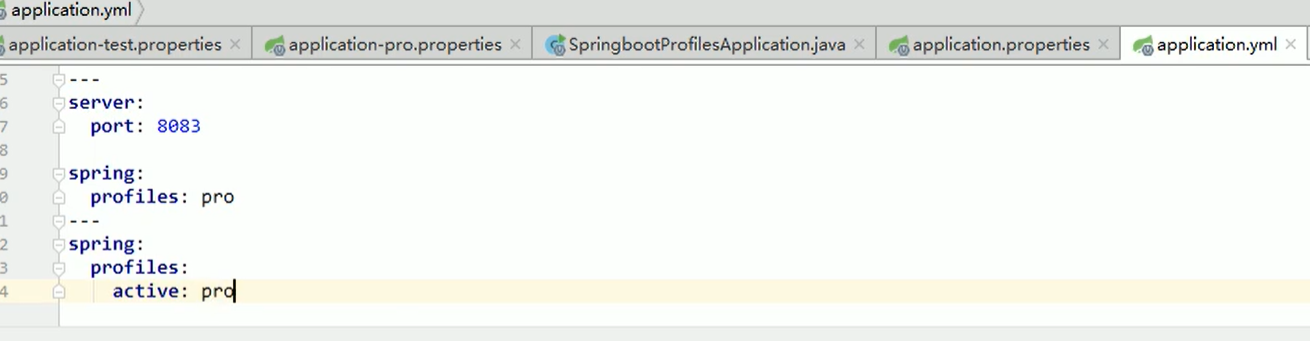 application.yml
application-test.properties application-pro.properties SpringbootProfilesApplication.java application.properties application.yml
5 ---
6 server:
7   port: 8083
8
9 spring:
0   profiles: pro
1 ---
2 spring:
3   profiles:
4     active: pro